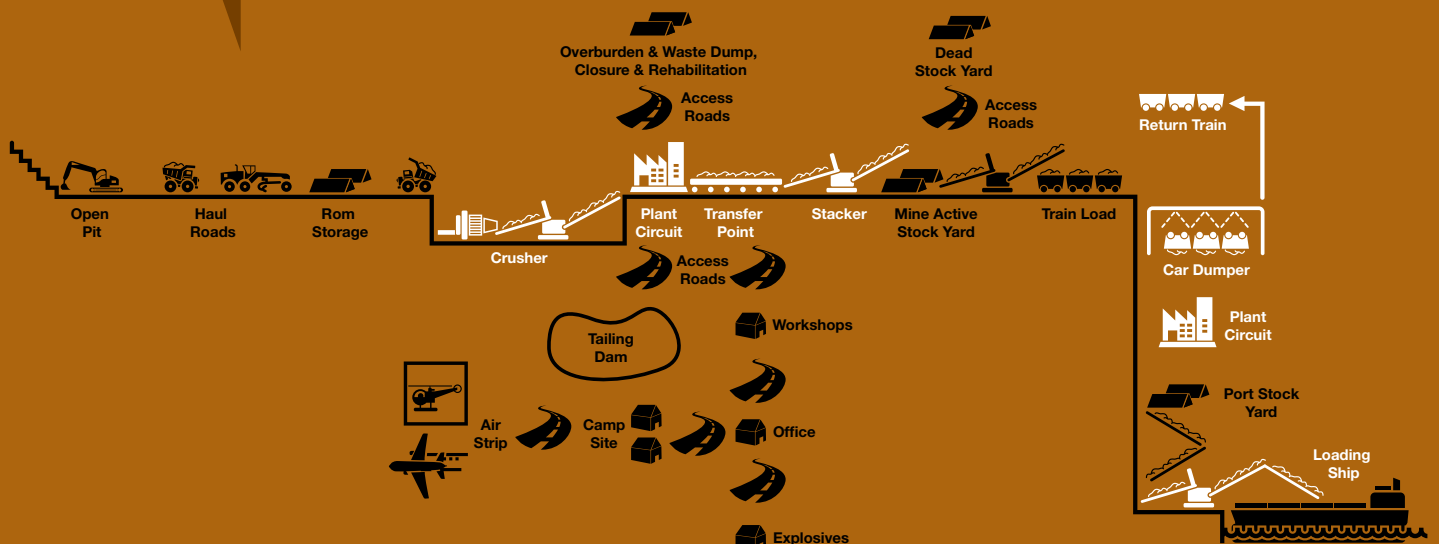 Overburden & Waste Dump,
Closure & Rehabilitation
Dead
Stock Yard
Access
Roads
Access
Roads
Return Train
Open
Pit
Haul
Roads
Rom
Storage
Crusher
Plant
Circuit
Transfer
Point
Stacker
Mine Active
Stock Yard
Train Load
Car Dumper
Access
Roads
Plant
Circuit
Workshops
Tailing
Dam
Port Stock
Yard
Air
Strip
Camp
Site
Office
Loading
Ship
Explosives